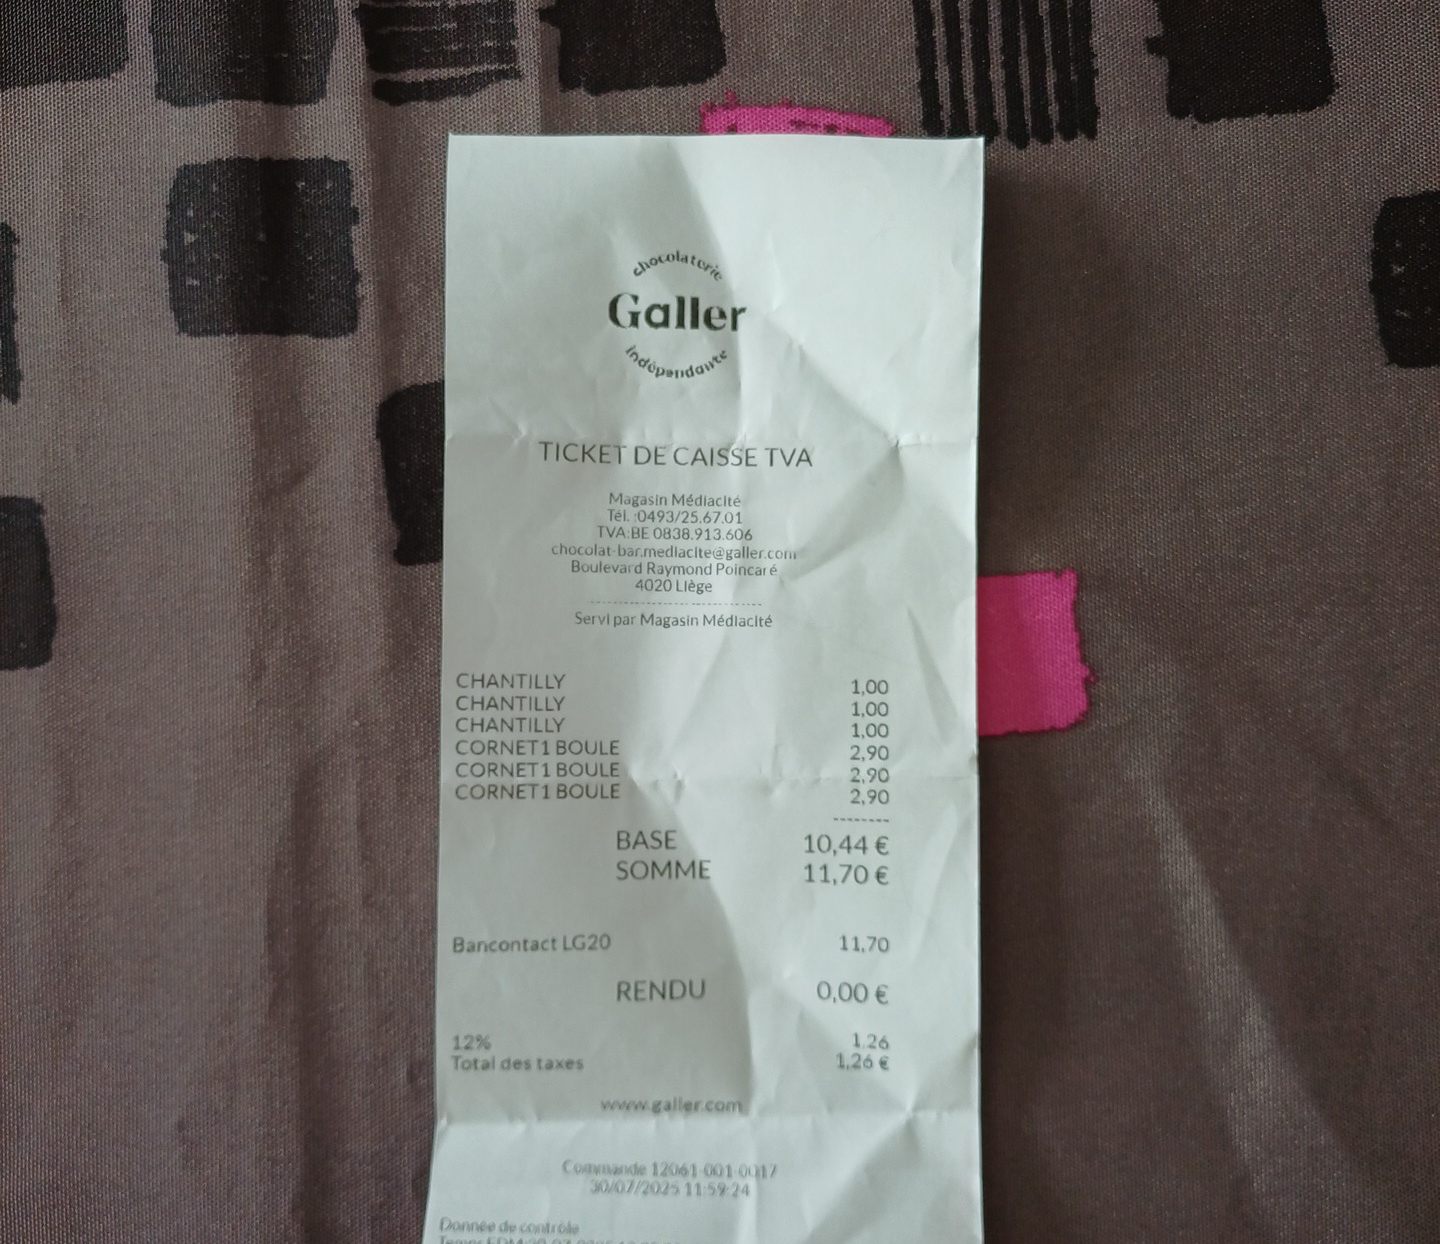 chocolaterie
Galler
indépendante
TICKET DE CAISSE TVA
Magasin Médiacité
Tél. :0493/25.67.01
TVA:BE 0838.913.606
chocolat-bar.mediacite@galler.com
Boulevard Raymond Poincaré
4020 Liège
Servi par Magasin Médiacité
CHANTILLY 1,00
CHANTILLY 1,00
CHANTILLY 1,00
CORNET1 BOULE 2,90
CORNET1 BOULE 2,90
CORNET1 BOULE 2,90
BASE 10,44 €
SOMME 11,70 €
Bancontact LG20 11,70
RENDU 0,00 €
12% 1.26
Total des taxes 1,26 €
www.galler.com
Commande 12061-001-0017
30/07/2025 11:59:24
Donnée de contrôle